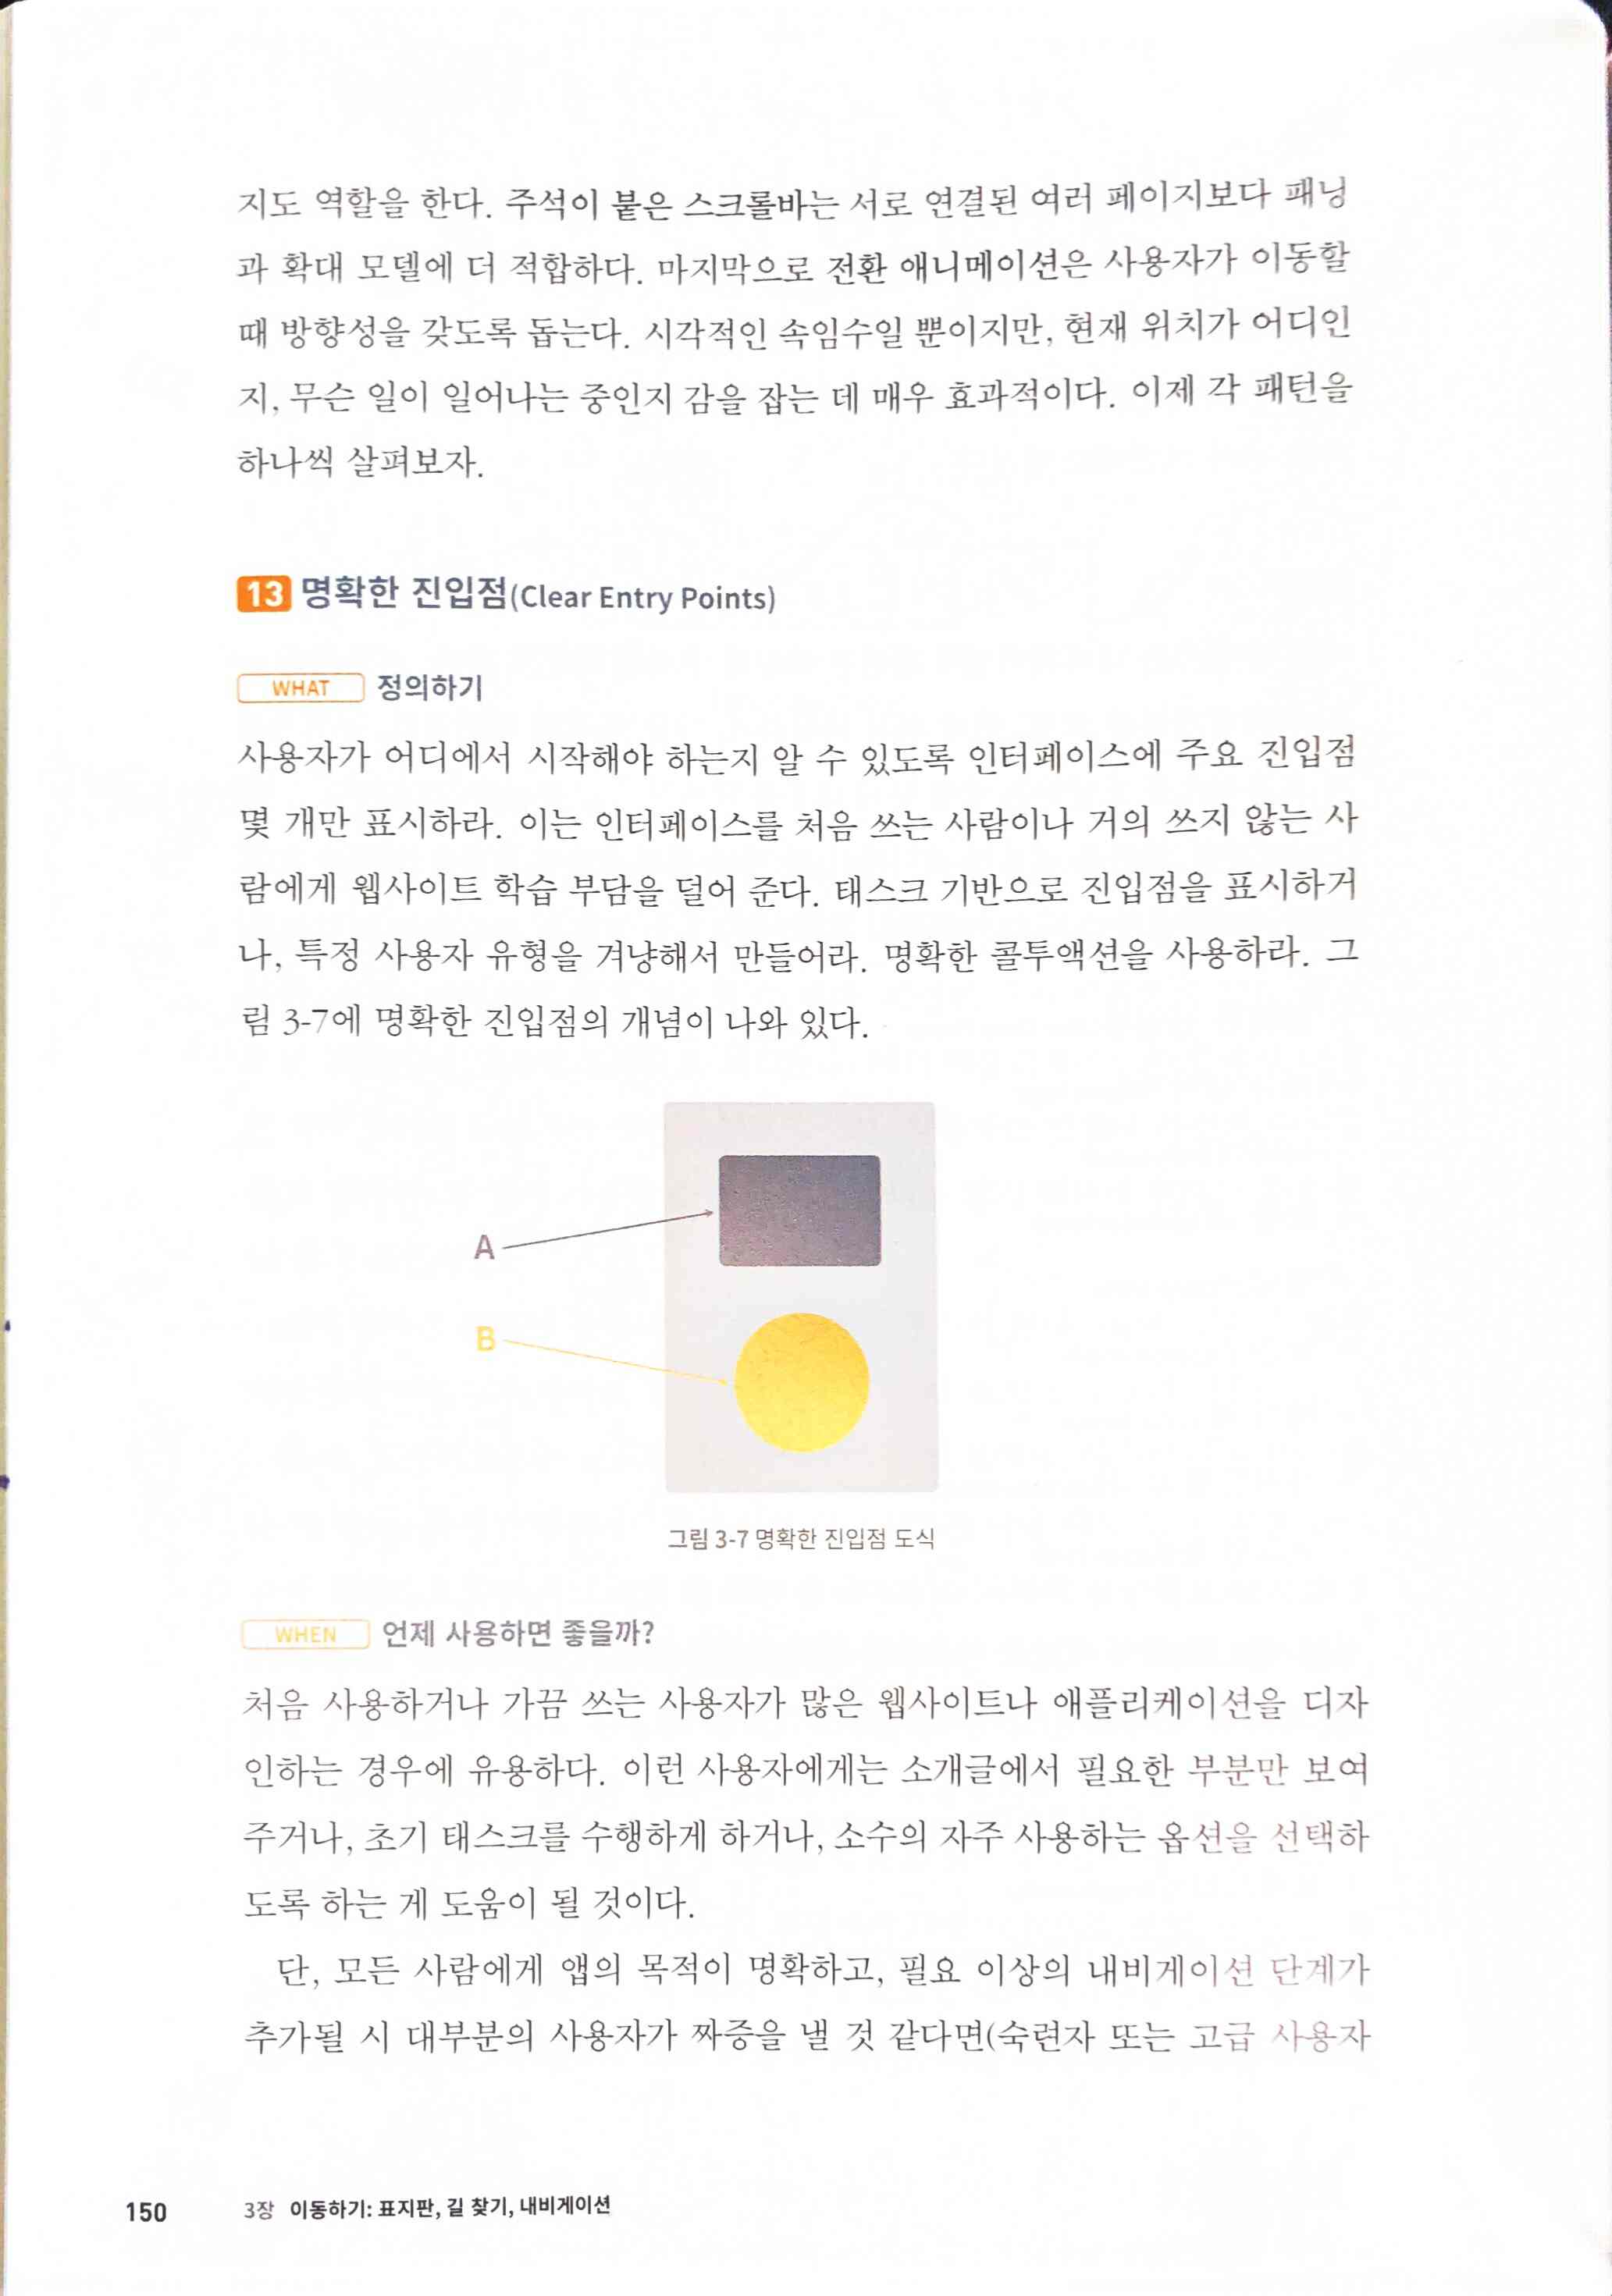 지도 역할을 한다. 주석이 붙은 스크롤바는 서로 연결된 여러 페이지보다 패닝
과 확대 모델에 더 적합하다. 마지막으로 전환 애니메이션은 사용자가 이동할
때 방향성을 갖도록 돕는다. 시각적인 속임수일 뿐이지만, 현재 위치가 어디인
지, 무슨 일이 일어나는 중인지 감을 잡는 데 매우 효과적이다. 이제 각 패턴을
하나씩 살펴보자.
13 명확한 진입점(Clear Entry Points)
WHAT 정의하기
사용자가 어디에서 시작해야 하는지 알 수 있도록 인터페이스에 주요 진입점
몇 개만 표시하라. 이는 인터페이스를 처음 쓰는 사람이나 거의 쓰지 않는 사
람에게 웹사이트 학습 부담을 덜어 준다. 태스크 기반으로 진입점을 표시하거
나, 특정 사용자 유형을 겨냥해서 만들어라. 명확한 콜투액션을 사용하라. 그
림 3-7에 명확한 진입점의 개념이 나와 있다.
A
B
그림 3-7 명확한 진입점 도식
WHEN 언제 사용하면 좋을까?
처음 사용하거나 가끔 쓰는 사용자가 많은 웹사이트나 애플리케이션을 디자
인하는 경우에 유용하다. 이런 사용자에게는 소개글에서 필요한 부분만 보여
주거나, 초기 태스크를 수행하게 하거나, 소수의 자주 사용하는 옵션을 선택하
도록 하는 게 도움이 될 것이다.
단, 모든 사람에게 앱의 목적이 명확하고, 필요 이상의 내비게이션 단계가
추가될 시 대부분의 사용자가 짜증을 낼 것 같다면(숙련자 또는 고급 사용자
150 3장 이동하기: 표지판, 길 찾기, 내비게이션